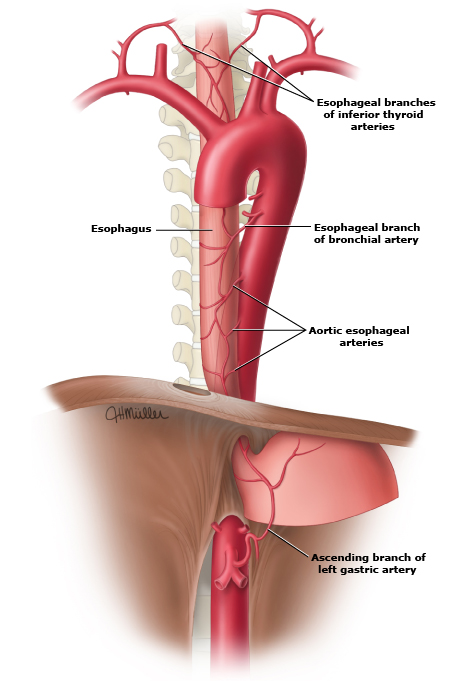 Esophageal branches
of inferior thyroid
arteries
Esophagus
Esophageal branch
of bronchial artery
Aortic esophageal
arteries
JHMüller
Ascending branch of
left gastric artery